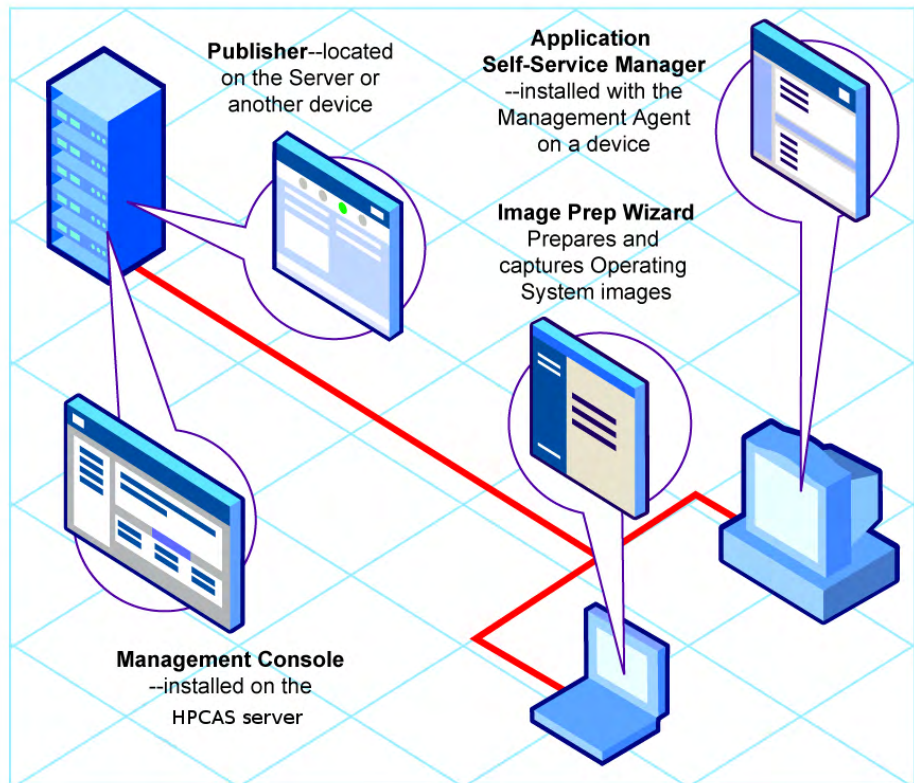 Publisher--located
on the Server or
another device
Application
Self-Service Manager
--installed with the
Management Agent
on a device
Image Prep Wizard
Prepares and
captures Operating
System images
Management Console
--installed on the
HPCAS server